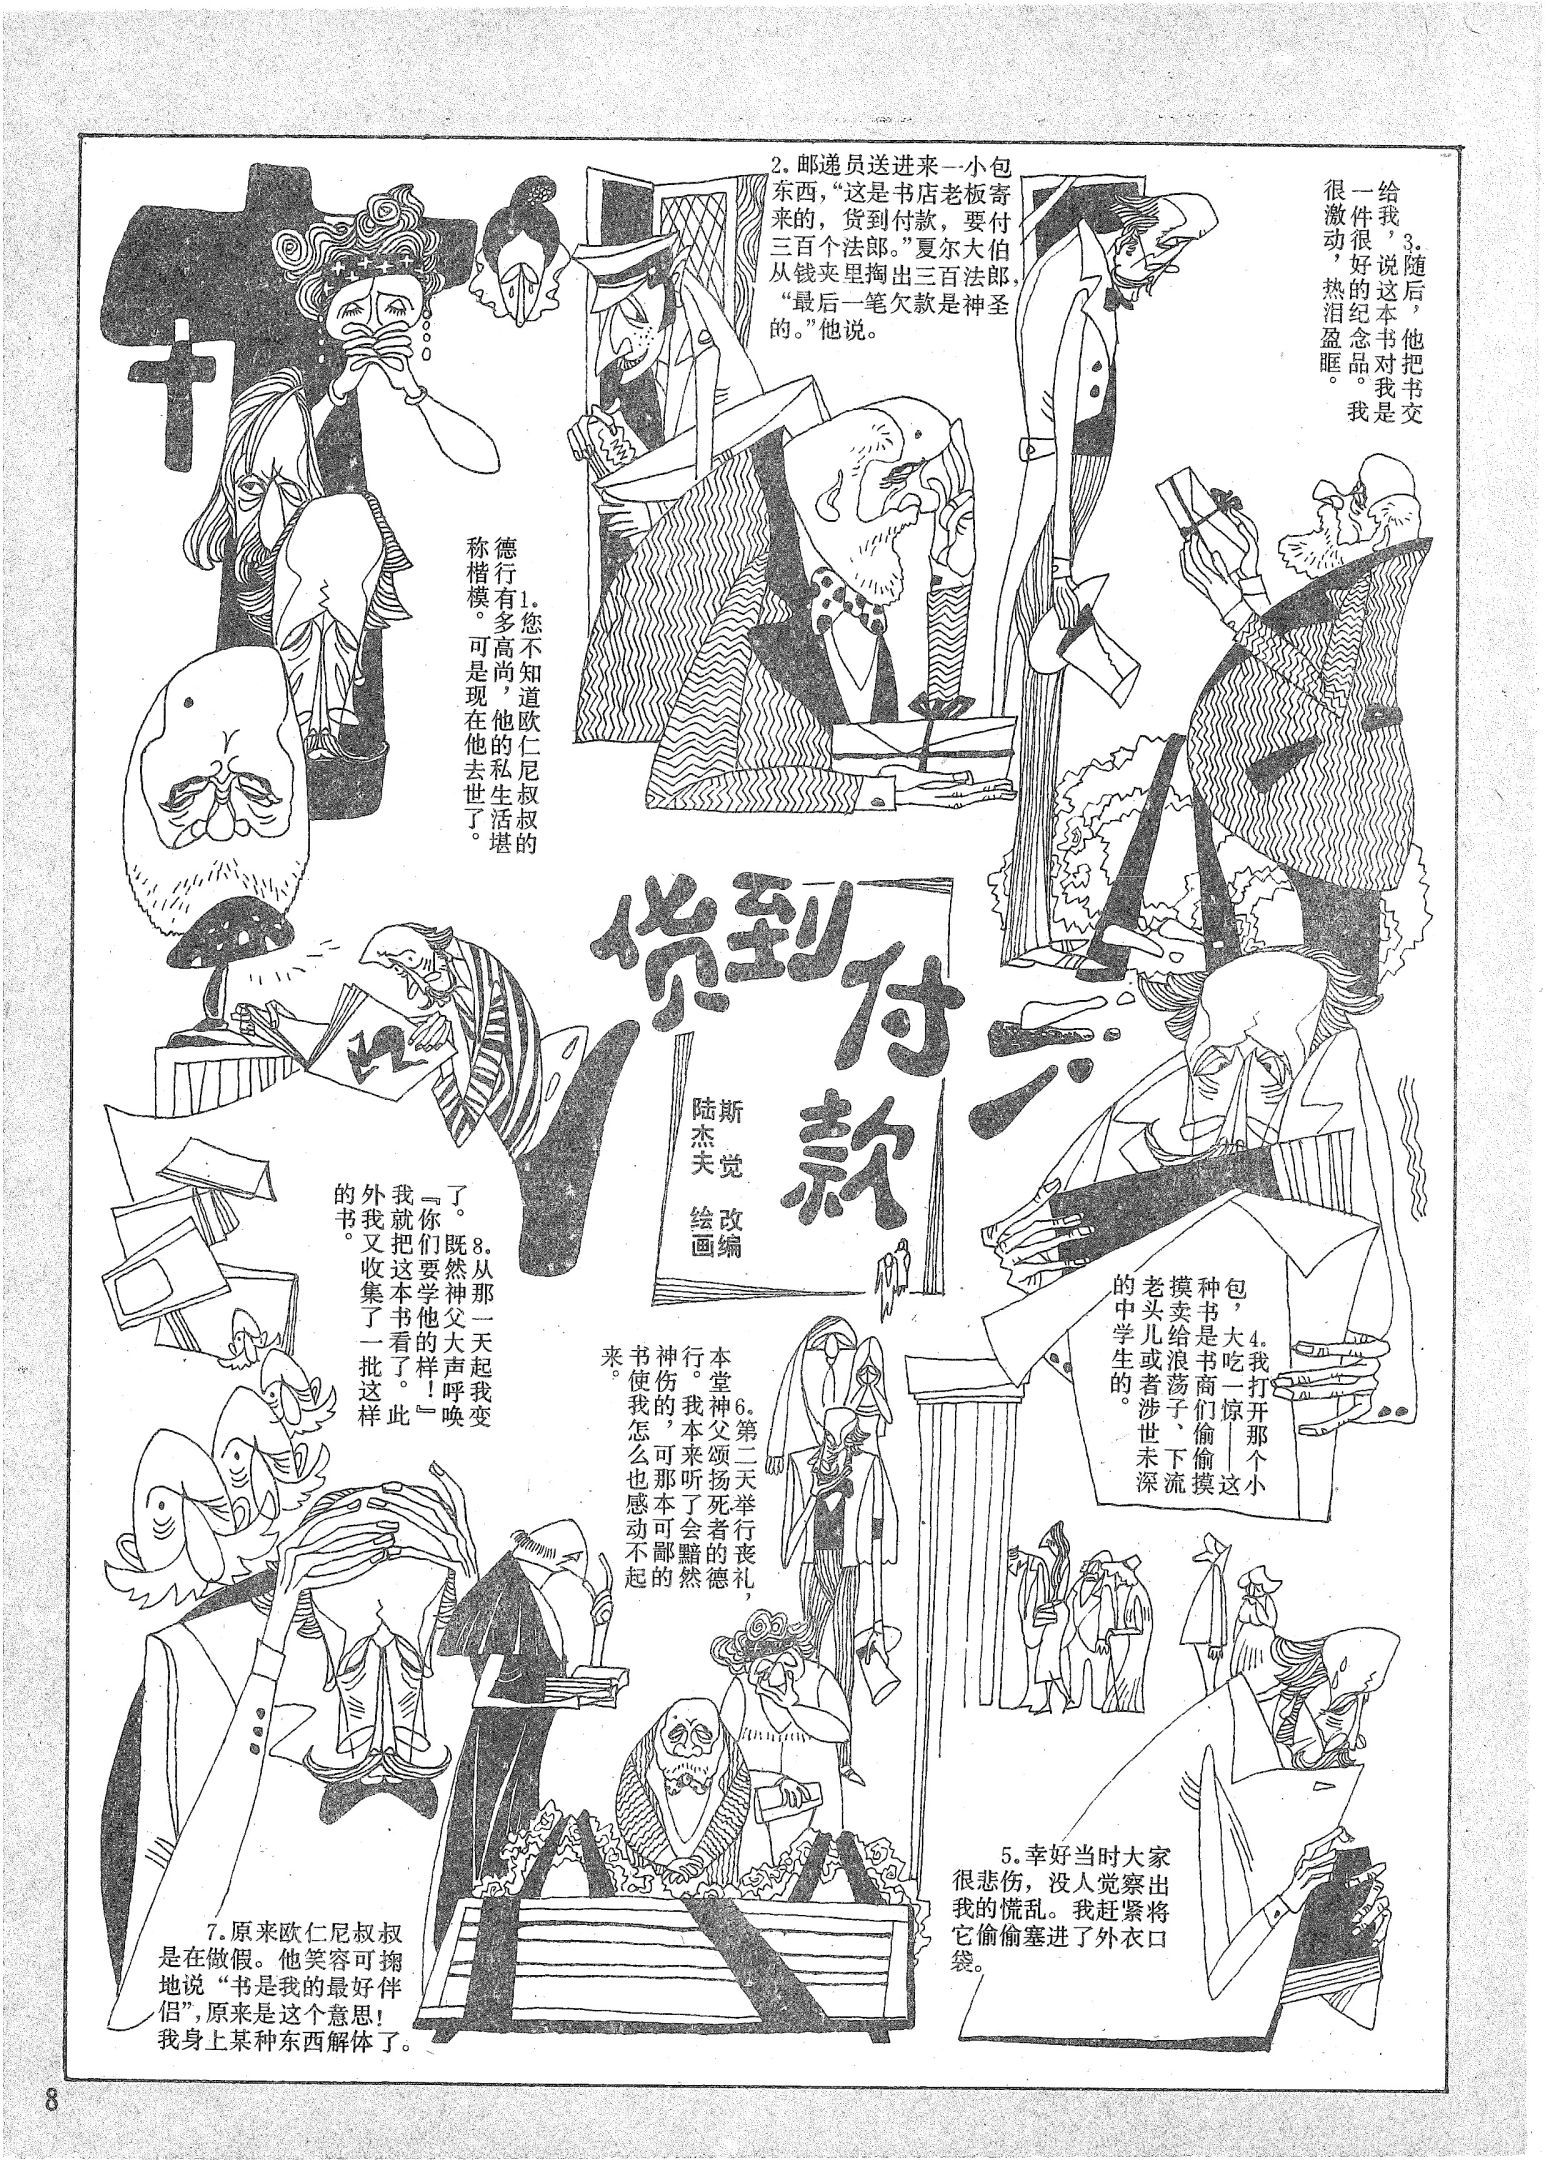 货到付款
斯觉 改编
陆杰夫 绘画
1.您不知道欧仁尼叔叔的
德行有多高尚，他的私生活堪
称楷模。可是现在他去世了。
2.邮递员送进来一小包
东西，“这是书店老板寄
来的，货到付款，要付
三百个法郎。”夏尔大伯
从钱夹里掏出三百法郎，
“最后一笔欠款是神圣
的。”他说。
3.随后，他把书交
给我，说这本书对我是
一件很好的纪念品。我
很激动，热泪盈眶。
4.我打开那个小
包，大吃一惊——这
种书是书商们偷偷摸
摸卖给浪荡子、下流
老头儿或者涉世未深
的中学生的。
5.幸好当时大家
很悲伤，没人觉察出
我的慌乱。我赶紧将
它偷偷塞进了外衣口
袋。
6.第二天举行丧礼，
本堂神父颂扬死者的德
行。我本来听了会黯然
神伤的，可那本可鄙的
书使我怎么也感动不起
来。
7.原来欧仁尼叔叔
是在做假。他笑容可掬
地说“书是我的最好伴
侣”，原来是这个意思！
我身上某种东西解体了。
8.从那一天起我变
了。既然神父大声呼唤
『你们要学他的样！』
我就把这本书看了。此
外我又收集了一批这样
的书。
8